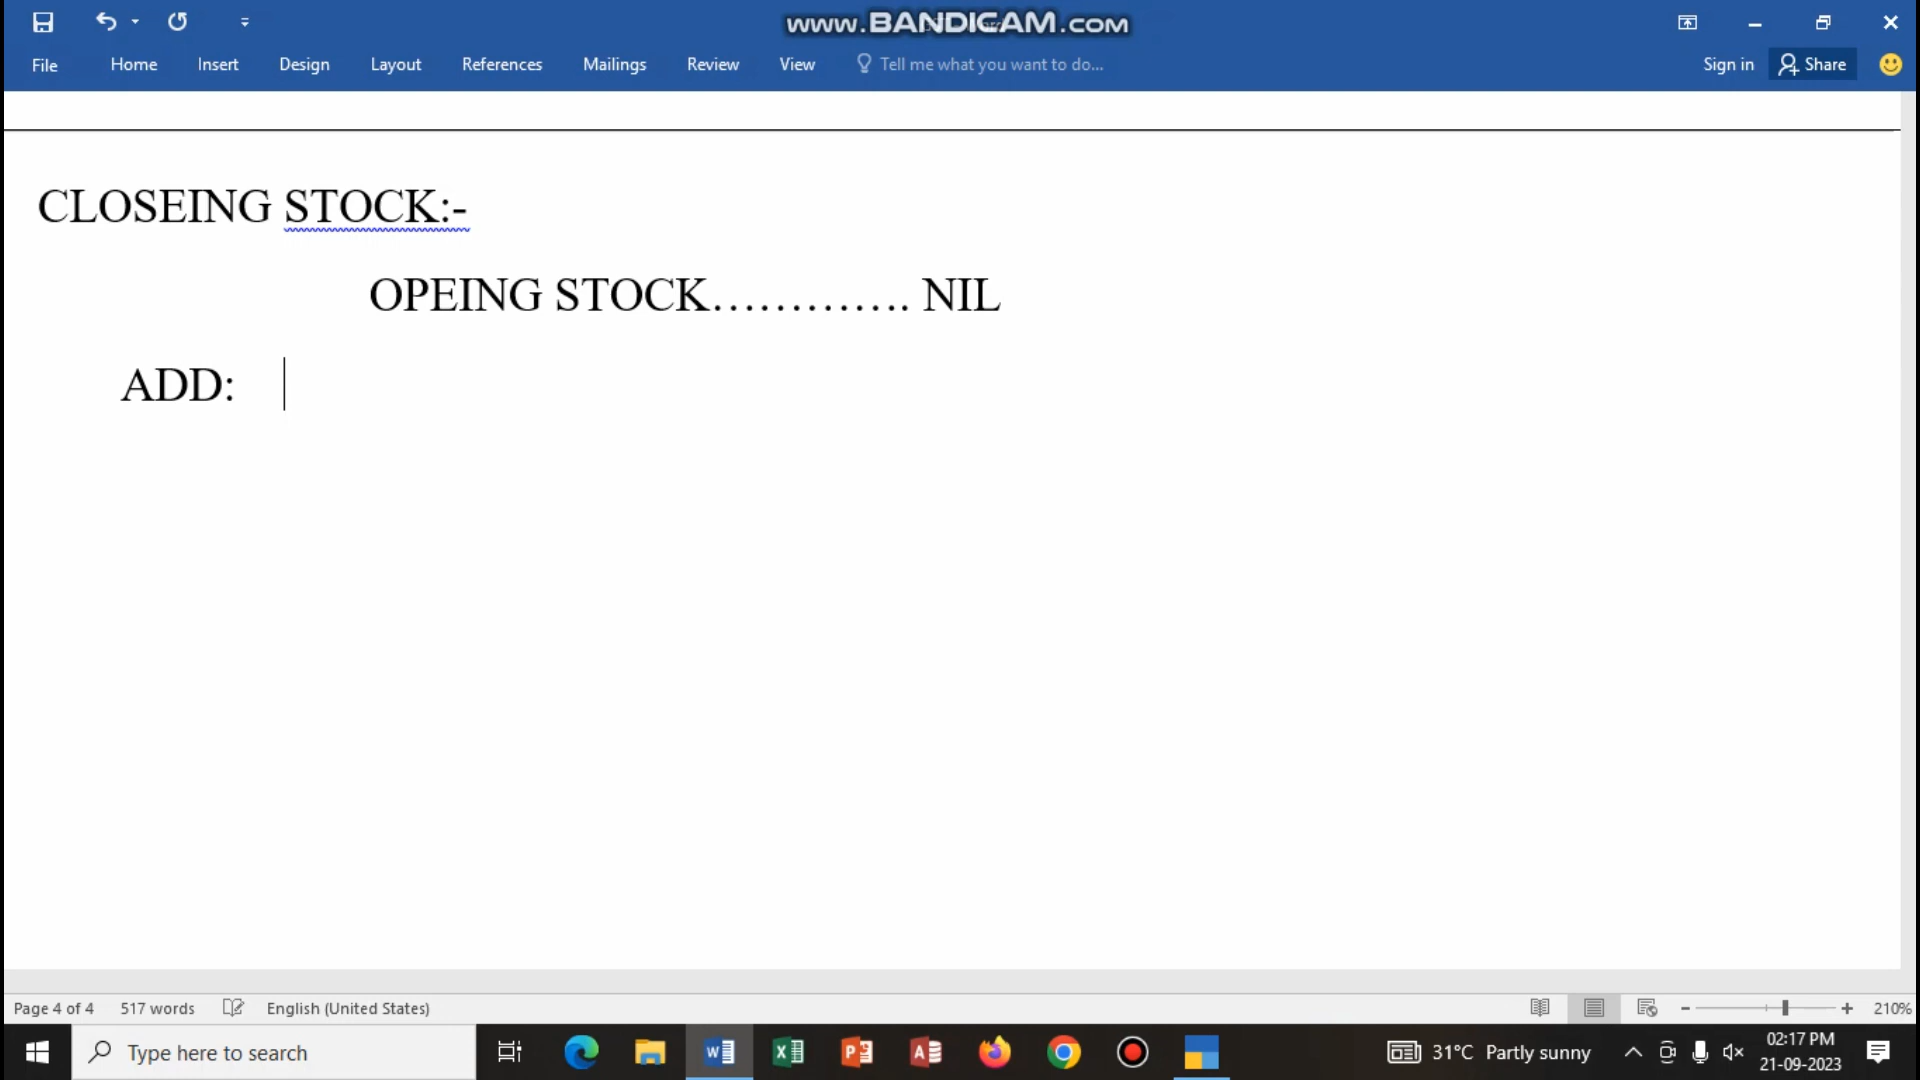 www.BANDICAM.com
File Home Insert Design Layout References Mailings Review View Tell me what you want to do... Sign in Share
CLOSEING STOCK:-
OPEING STOCK…………. NIL
ADD:
Page 4 of 4 517 words English (United States) 210%
Type here to search 31°C Partly sunny 02:17 PM
21-09-2023